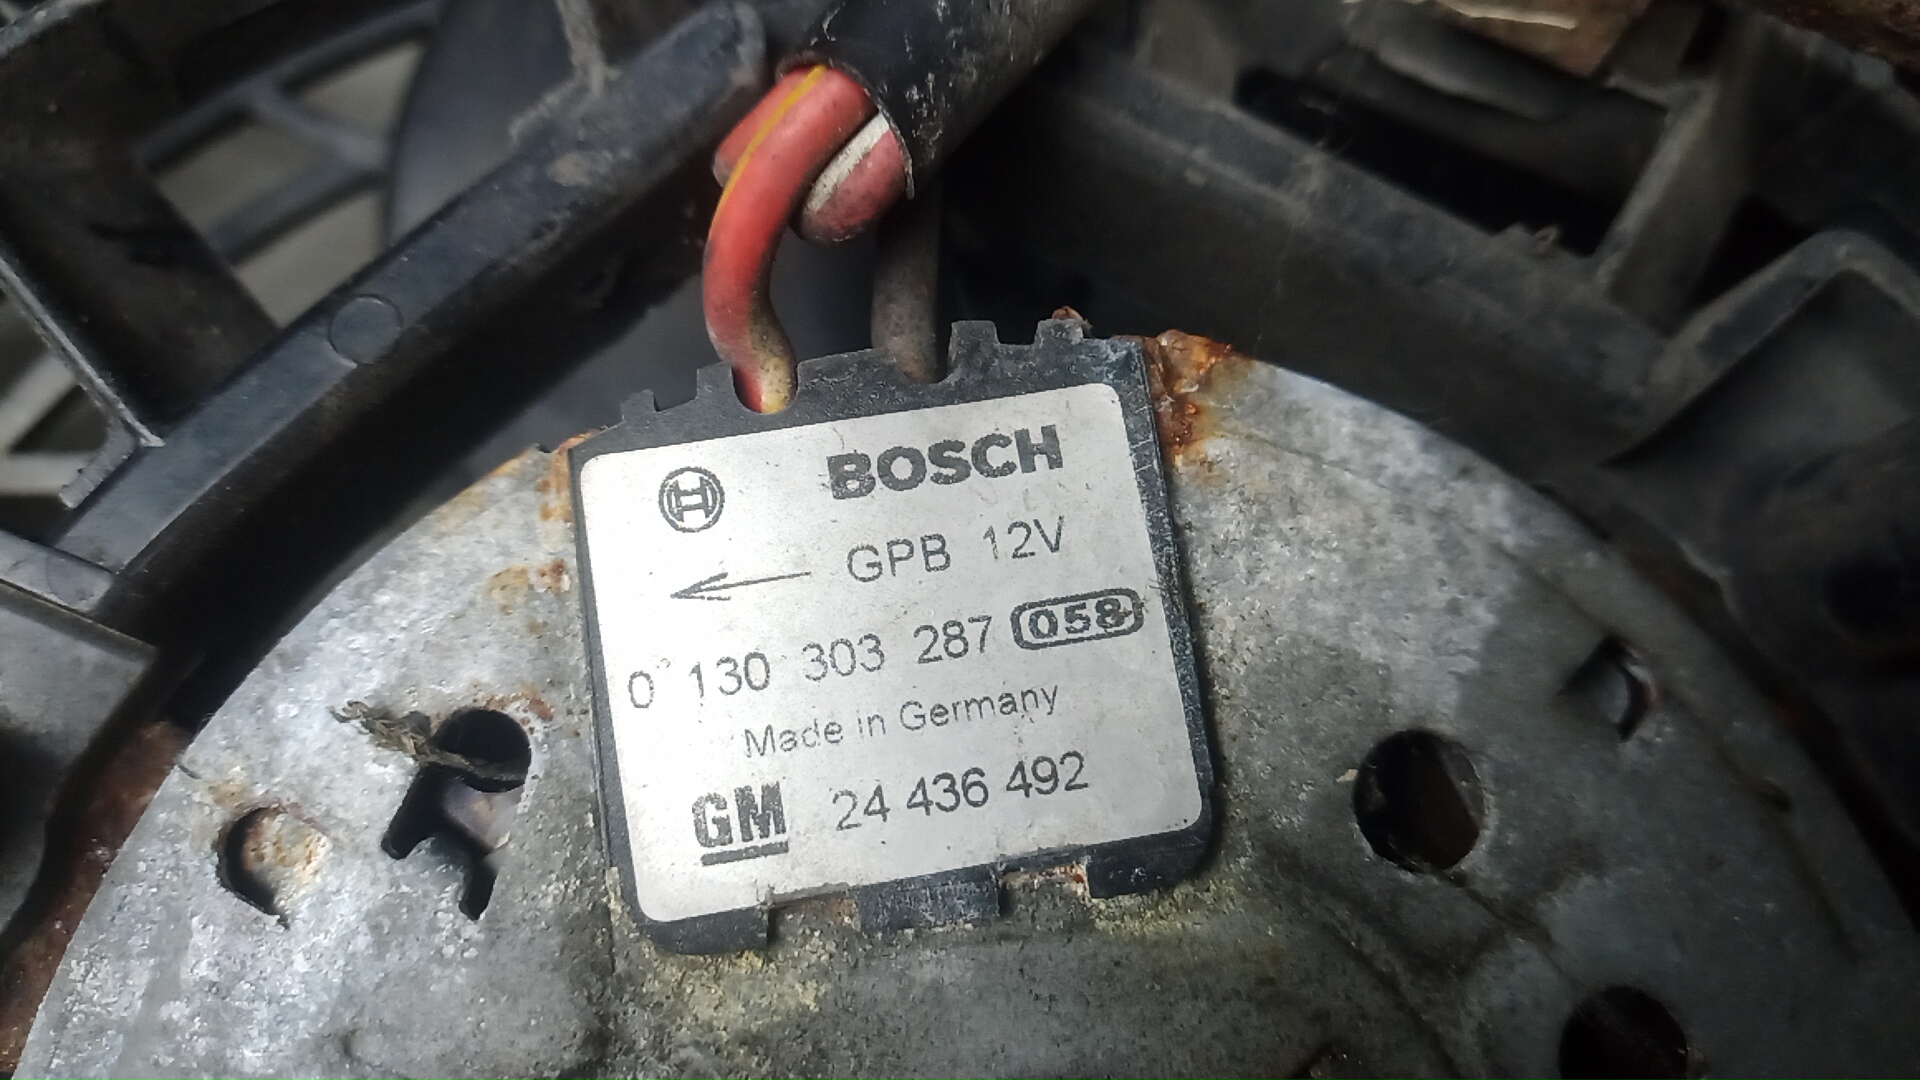 BOSCH
GPB 12V
0 130 303 287 058
Made in Germany
GM 24 436 492